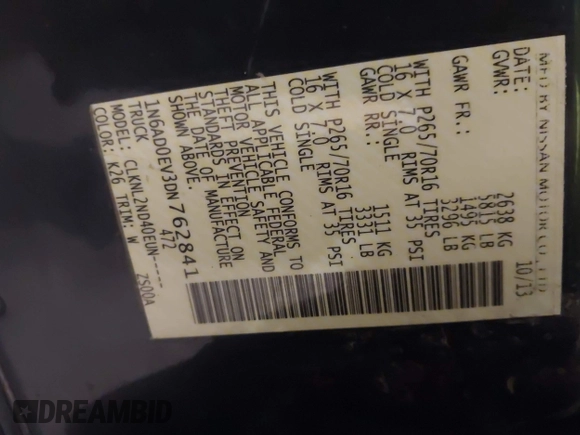 MFD BY NISSAN MOTOR CO.,LTD
DATE: 10/13
GVWR: 2638 KG
5815 LB
GAWR FR.: 1495 KG
3296 LB
WITH P265/70R16 TIRES
16 X 7.0 RIMS AT 35 PSI
COLD SINGLE
GAWR RR.: 1511 KG
3331 LB
WITH P265/70R16 TIRES
16 X 7.0 RIMS AT 35 PSI
COLD SINGLE
THIS VEHICLE CONFORMS TO
ALL APPLICABLE FEDERAL
MOTOR VEHICLE SAFETY AND
THEFT PREVENTION
STANDARDS IN EFFECT ON
THE DATE OF MANUFACTURE
SHOWN ABOVE.
1N6AD0EV3DN762841
TRUCK 472
MODEL: CLKNL2ND40EUN-----
COLOR: K26 TRIM: W ZS00A
DREAMBID